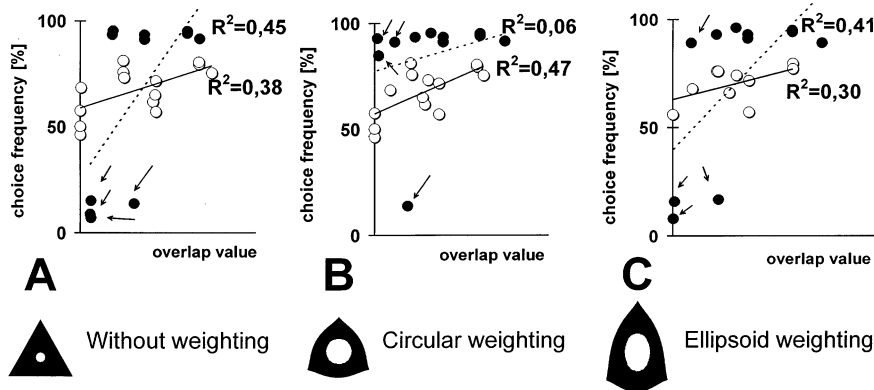 100
50
0
choice frequency [%]
R²=0,45
R²=0,38
overlap value
A
Without weighting
100
50
0
choice frequency [%]
R²=0,06
R²=0,47
overlap value
B
Circular weighting
100
50
0
choice frequency [%]
R²=0,41
R²=0,30
overlap value
C
Ellipsoid weighting